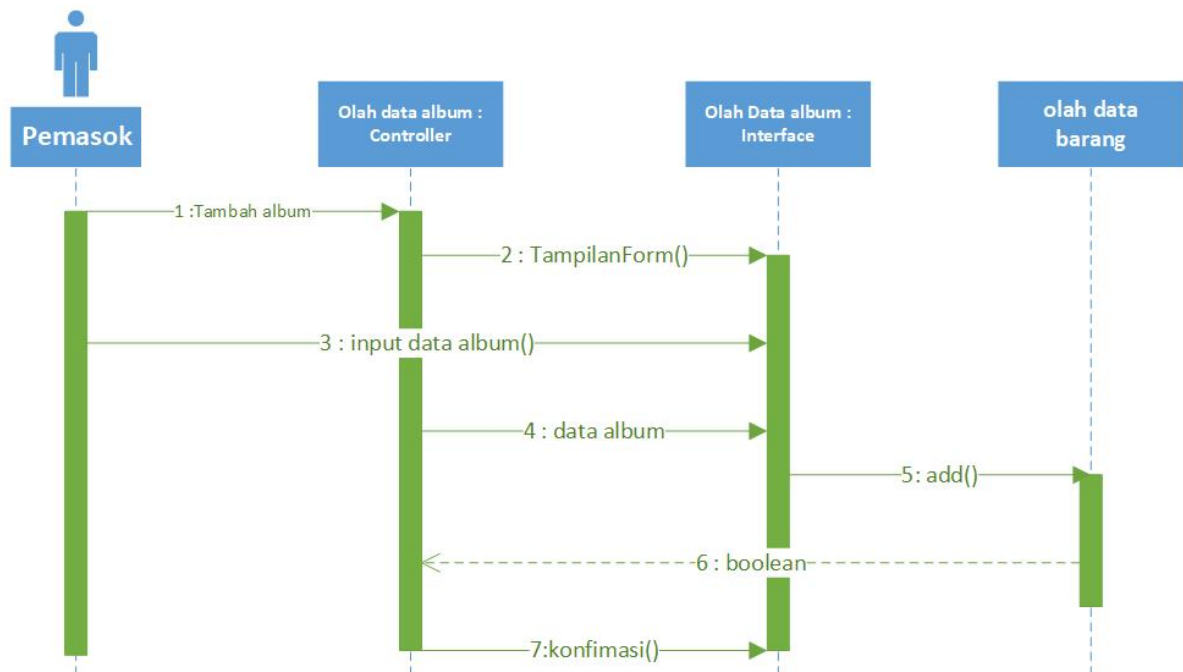 Pemasok
Olah data album :
Controller
Olah Data album :
Interface
olah data
barang
1 :Tambah album
2 : TampilanForm()
3 : input data album()
4 : data album
5: add()
6 : boolean
7:konfimasi()